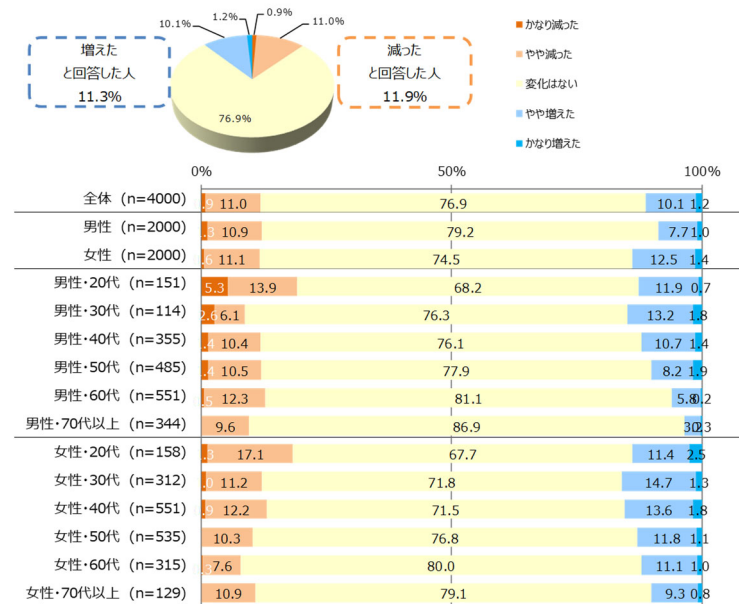 10.1%
1.2%
0.9%
11.0%
76.9%
増えた
と回答した人
11.3%
減った
と回答した人
11.9%
かなり減った
やや減った
変化はない
やや増えた
かなり増えた
0% 50% 100%
全体 (n=4000) .9 11.0 76.9 10.1 1.2
男性 (n=2000) .3 10.9 79.2 7.7 1.0
女性 (n=2000) .6 11.1 74.5 12.5 1.4
男性・20代 (n=151) 5.3 13.9 68.2 11.9 0.7
男性・30代 (n=114) 2.6 6.1 76.3 13.2 1.8
男性・40代 (n=355) .4 10.4 76.1 10.7 1.4
男性・50代 (n=485) .4 10.5 77.9 8.2 1.9
男性・60代 (n=551) .5 12.3 81.1 5.8 0.2
男性・70代以上 (n=344) 9.6 86.9 3.2 0.3
女性・20代 (n=158) .3 17.1 67.7 11.4 2.5
女性・30代 (n=312) .0 11.2 71.8 14.7 1.3
女性・40代 (n=551) .9 12.2 71.5 13.6 1.8
女性・50代 (n=535) 10.3 76.8 11.8 1.1
女性・60代 (n=315) .3 7.6 80.0 11.1 1.0
女性・70代以上 (n=129) 10.9 79.1 9.3 0.8